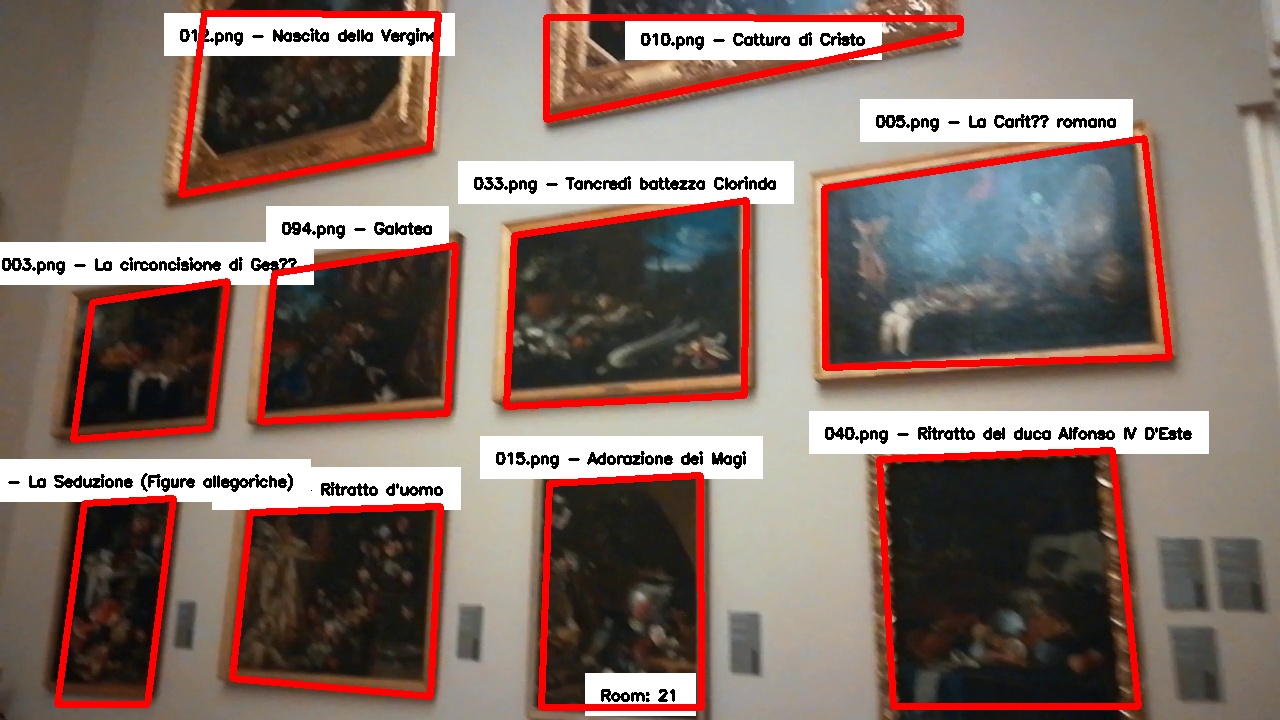 012.png - Nascita della Vergine
010.png - Cattura di Cristo
005.png - La Carit?? romana
033.png - Tancredi battezza Clorinda
094.png - Galatea
003.png - La circoncisione di Ges??
040.png - Ritratto del duca Alfonso IV D'Este
015.png - Adorazione dei Magi
- La Seduzione (Figure allegoriche)
Ritratto d'uomo
Room: 21